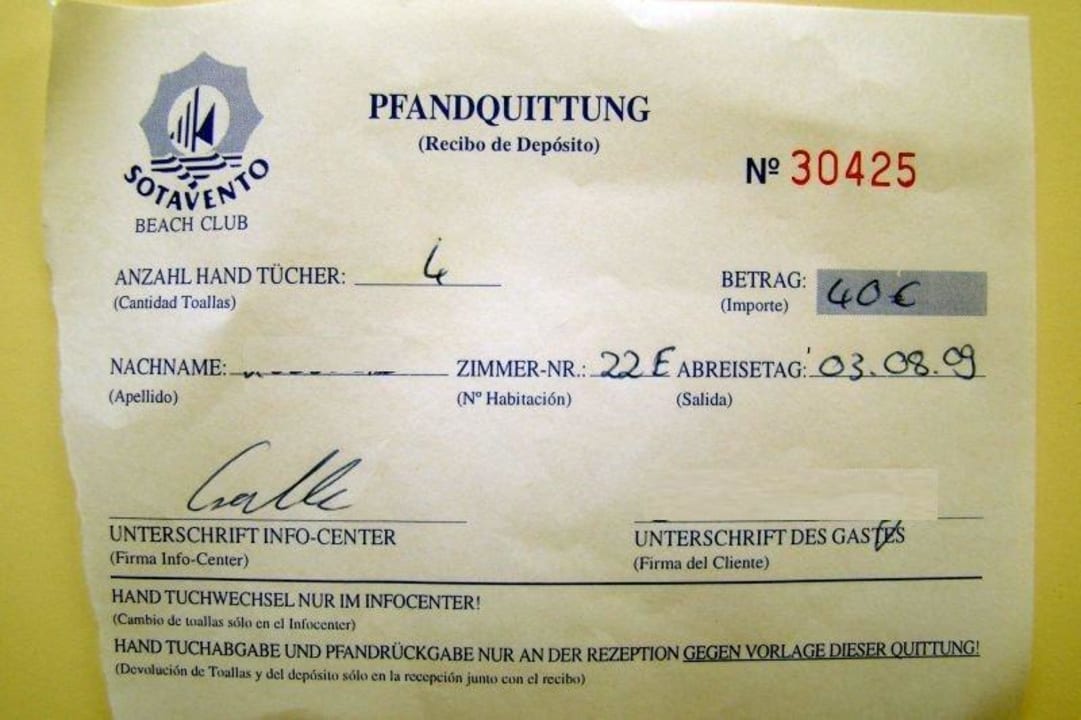 SOTAVENTO
BEACH CLUB
PFANDQUITTUNG
(Recibo de Depósito)
Nº 30425
ANZAHL HAND TÜCHER: 4
(Cantidad Toallas)
BETRAG: 40 €
(Importe)
NACHNAME: ZIMMER-NR.: 22E ABREISETAG: 03.08.09
(Apellido) (Nº Habitación) (Salida)
UNTERSCHRIFT INFO-CENTER
(Firma Info-Center)
UNTERSCHRIFT DES GASTES
(Firma del Cliente)
HAND TUCHWECHSEL NUR IM INFOCENTER!
(Cambio de toallas sólo en el Infocenter)
HAND TUCHABGABE UND PFANDRÜCKGABE NUR AN DER REZEPTION GEGEN VORLAGE DIESER QUITTUNG!
(Devolución de Toallas y del depósito sólo en la recepción junto con el recibo)